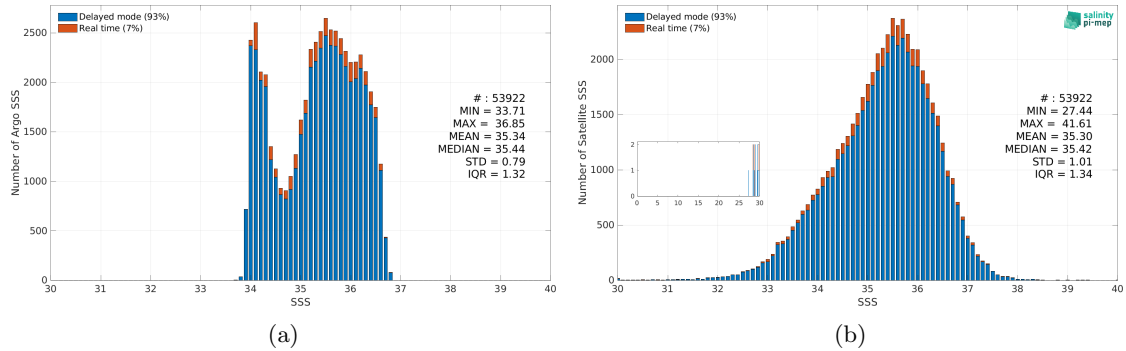 Delayed mode (93%)
Real time (7%)
Number of Argo SSS
2500
2000
1500
1000
500
0
# : 53922
MIN = 33.71
MAX = 36.85
MEAN = 35.34
MEDIAN = 35.44
STD = 0.79
IQR = 1.32
30 31 32 33 34 35 36 37 38 39 40
SSS
(a)
Delayed mode (93%)
Real time (7%)
salinity
pi-mep
Number of Satellite SSS
2000
1500
1000
500
0
# : 53922
MIN = 27.44
MAX = 41.61
MEAN = 35.30
MEDIAN = 35.42
STD = 1.01
IQR = 1.34
2
1
0
0 5 10 15 20 25 30
30 31 32 33 34 35 36 37 38 39 40
SSS
(b)